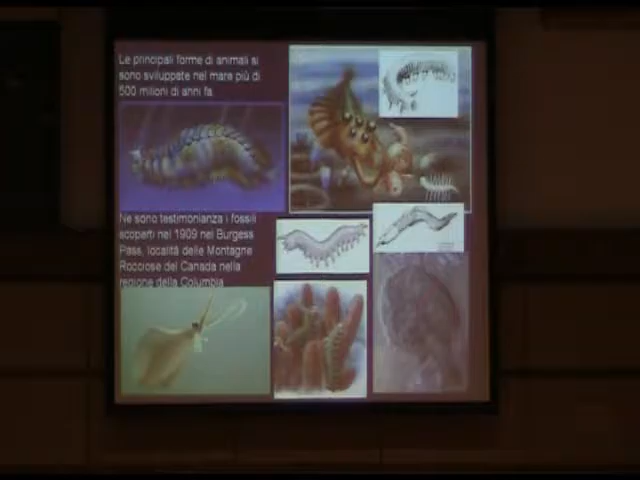 Le principali forme di animali si
sono sviluppate nel mare più di
500 milioni di anni fa
Ne sono testimonianza i fossili
scoperti nel 1909 nel Burgess
Pass, località delle Montagne
Rocciose del Canada nella
regione della Columbia